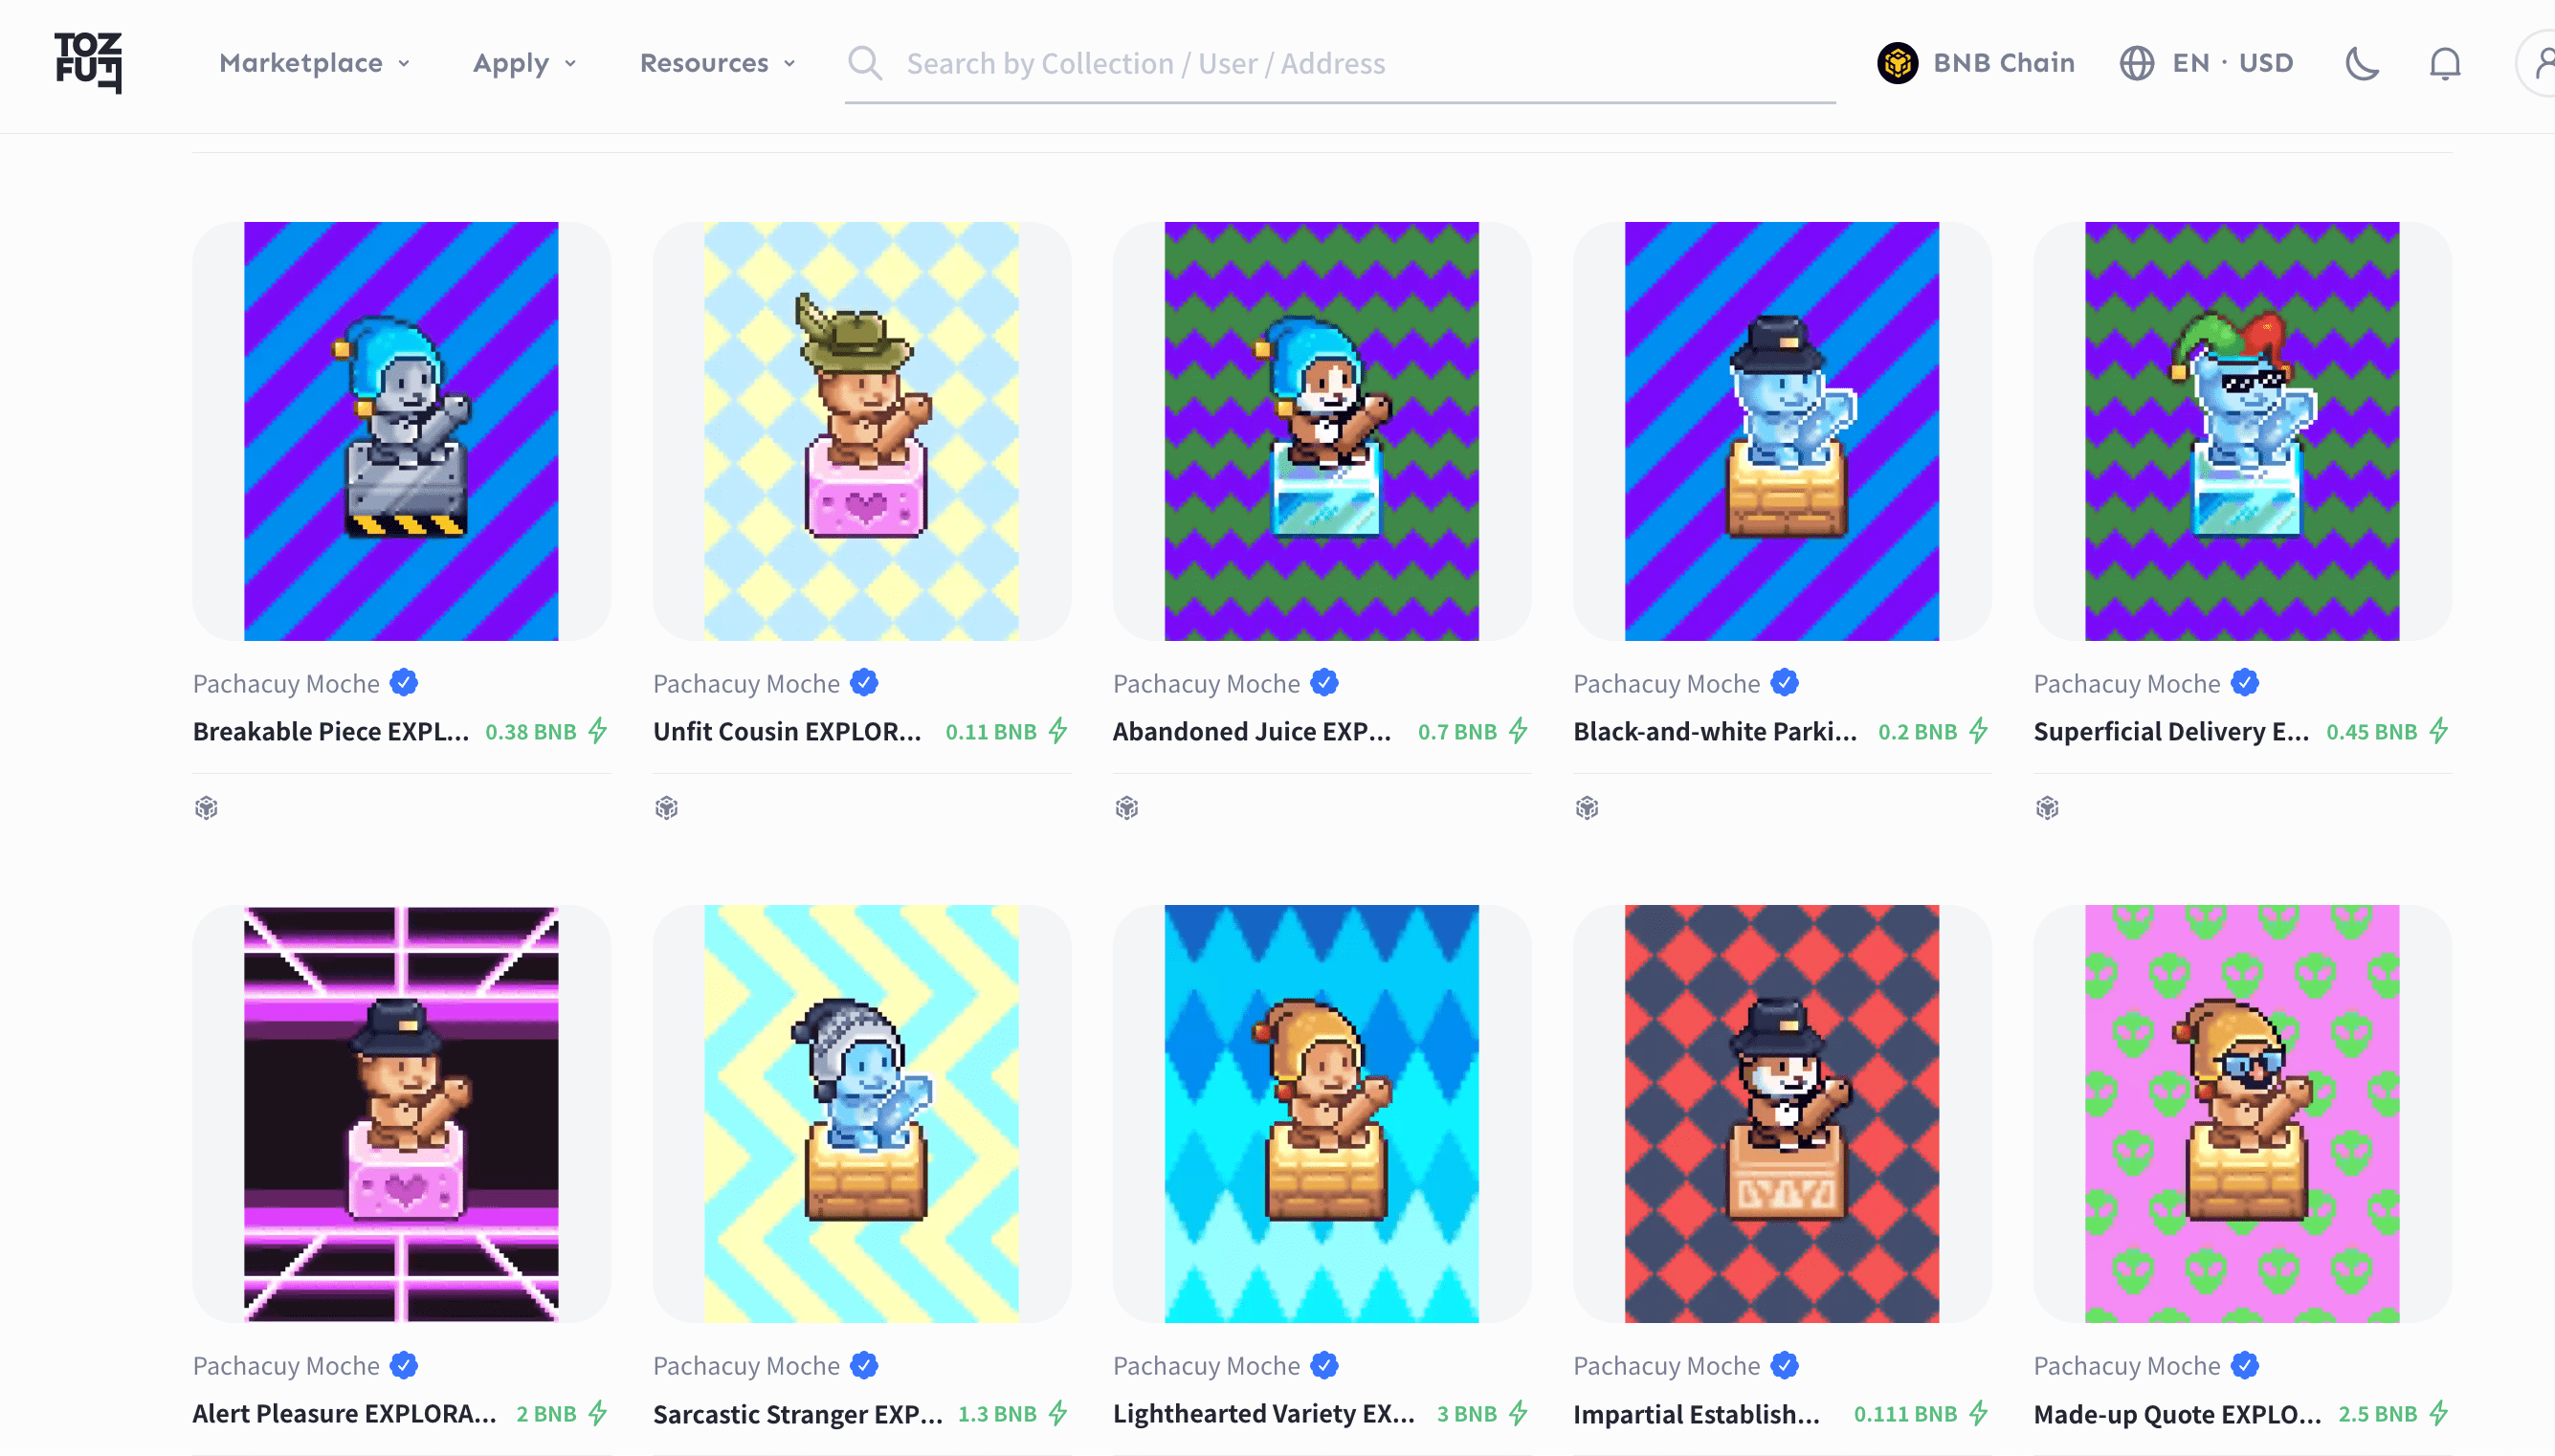 TOZ
FUT
Marketplace Apply Resources Search by Collection / User / Address BNB Chain EN · USD
Pachacuy Moche Pachacuy Moche Pachacuy Moche Pachacuy Moche Pachacuy Moche
Breakable Piece EXPL... 0.38 BNB Unfit Cousin EXPLOR... 0.11 BNB Abandoned Juice EXP... 0.7 BNB Black-and-white Parki... 0.2 BNB Superficial Delivery E... 0.45 BNB
Pachacuy Moche Pachacuy Moche Pachacuy Moche Pachacuy Moche Pachacuy Moche
Alert Pleasure EXPLORA... 2 BNB Sarcastic Stranger EXP... 1.3 BNB Lighthearted Variety EX... 3 BNB Impartial Establish... 0.111 BNB Made-up Quote EXPLO... 2.5 BNB